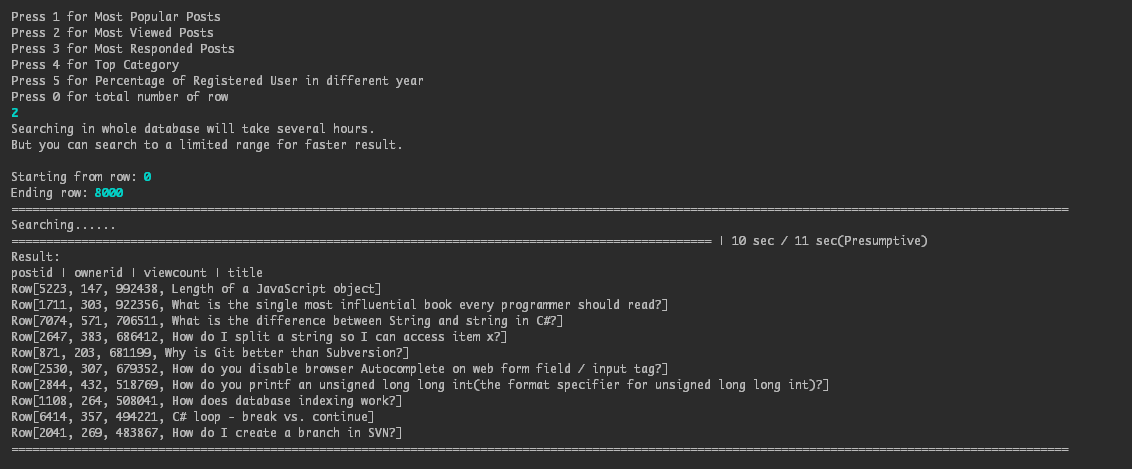 Press 1 for Most Popular Posts
Press 2 for Most Viewed Posts
Press 3 for Most Responded Posts
Press 4 for Top Category
Press 5 for Percentage of Registered User in different year
Press 0 for total number of row
2
Searching in whole database will take several hours.
But you can search to a limited range for faster result.
Starting from row: 0
Ending row: 8000
Searching......
| 10 sec / 11 sec(Presumptive)
Result:
postid | ownerid | viewcount | title
Row[5223, 147, 992438, Length of a JavaScript object]
Row[1711, 303, 922356, What is the single most influential book every programmer should read?]
Row[7074, 571, 706511, What is the difference between String and string in C#?]
Row[2647, 383, 686412, How do I split a string so I can access item x?]
Row[871, 203, 681199, Why is Git better than Subversion?]
Row[2530, 307, 679352, How do you disable browser Autocomplete on web form field / input tag?]
Row[2844, 432, 518769, How do you printf an unsigned long long int(the format specifier for unsigned long long int)?]
Row[1108, 264, 508041, How does database indexing work?]
Row[6414, 357, 494221, C# loop - break vs. continue]
Row[2041, 269, 483867, How do I create a branch in SVN?]